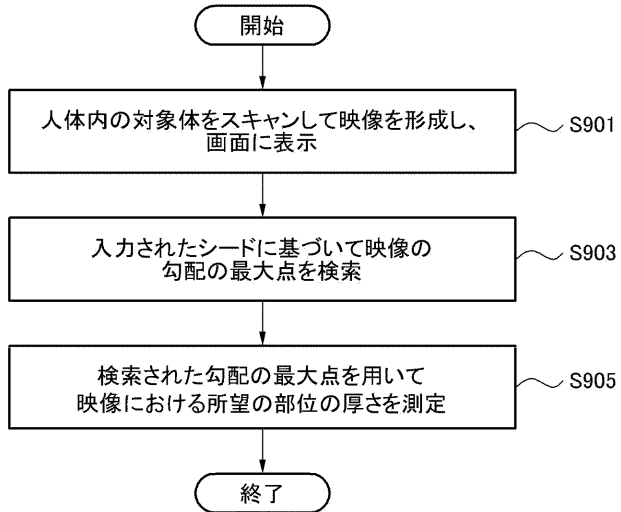 開始
人体内の対象体をスキャンして映像を形成し、
画面に表示
S901
入力されたシードに基づいて映像の
勾配の最大点を検索
S903
検索された勾配の最大点を用いて
映像における所望の部位の厚さを測定
S905
終了